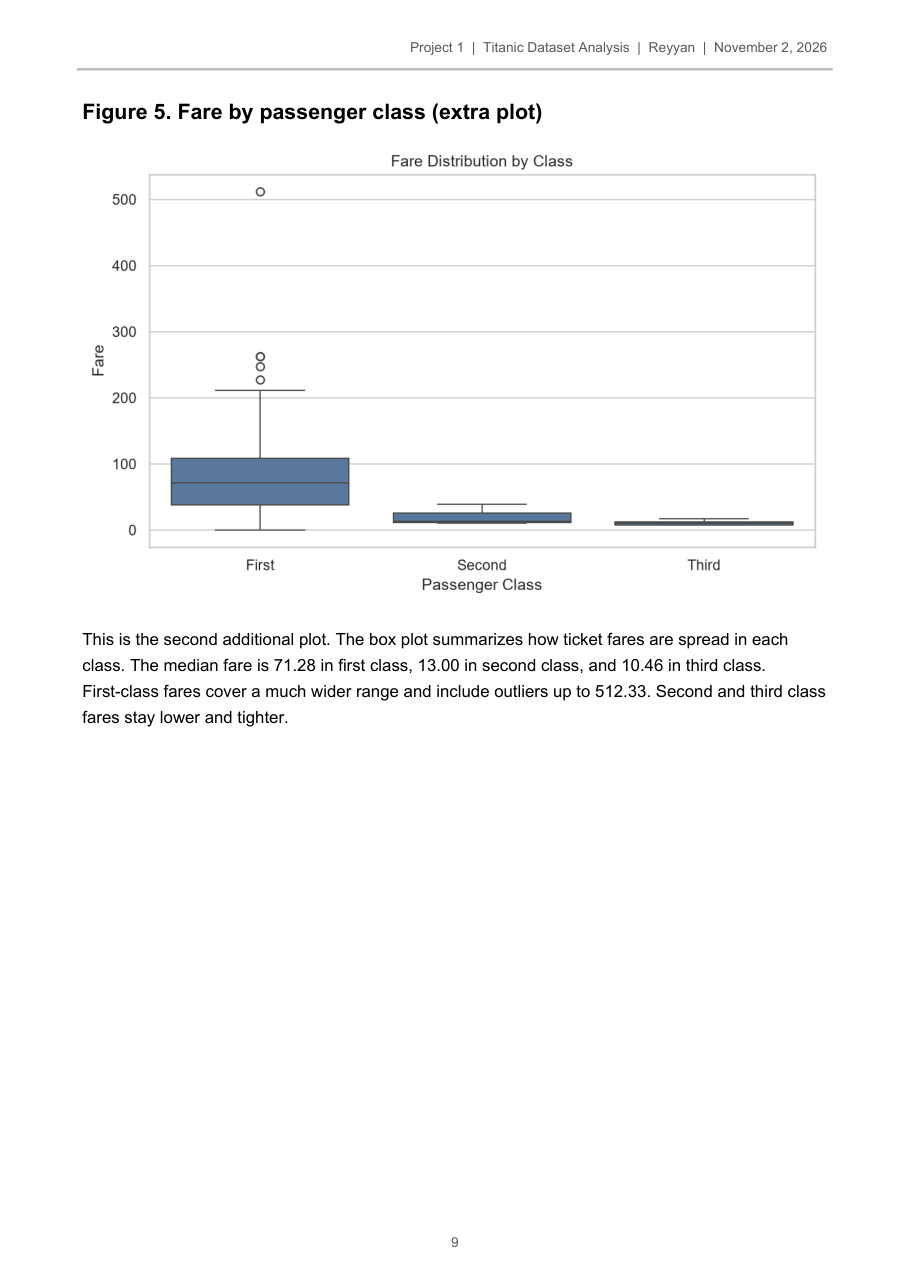 Project 1 | Titanic Dataset Analysis | Reyyan | November 2, 2026
Figure 5. Fare by passenger class (extra plot)
Fare Distribution by Class
500
400
300
200
100
0
Fare
First Second Third
Passenger Class
This is the second additional plot. The box plot summarizes how ticket fares are spread in each
class. The median fare is 71.28 in first class, 13.00 in second class, and 10.46 in third class.
First-class fares cover a much wider range and include outliers up to 512.33. Second and third class
fares stay lower and tighter.
9